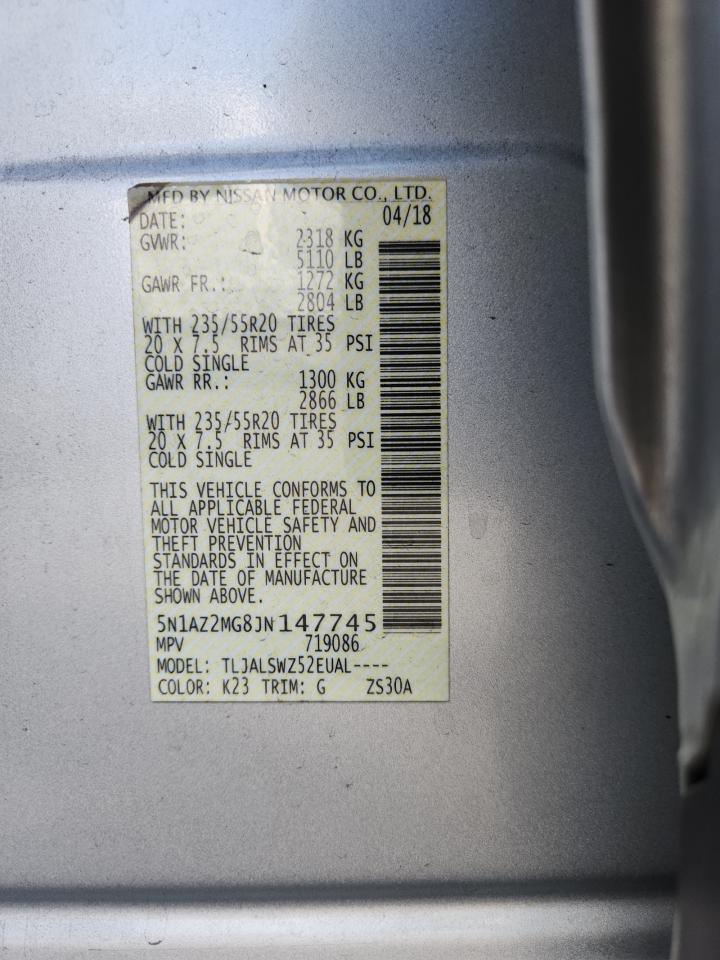 MFD BY NISSAN MOTOR CO., LTD.
DATE: 04/18
GVWR: 2318 KG
5110 LB
GAWR FR.: 1272 KG
2804 LB
WITH 235/55R20 TIRES
20 X 7.5 RIMS AT 35 PSI
COLD SINGLE
GAWR RR.: 1300 KG
2866 LB
WITH 235/55R20 TIRES
20 X 7.5 RIMS AT 35 PSI
COLD SINGLE
THIS VEHICLE CONFORMS TO
ALL APPLICABLE FEDERAL
MOTOR VEHICLE SAFETY AND
THEFT PREVENTION
STANDARDS IN EFFECT ON
THE DATE OF MANUFACTURE
SHOWN ABOVE.
5N1AZ2MG8JN147745
MPV 719086
MODEL: TLJALSWZ52EUAL----
COLOR: K23 TRIM: G ZS30A